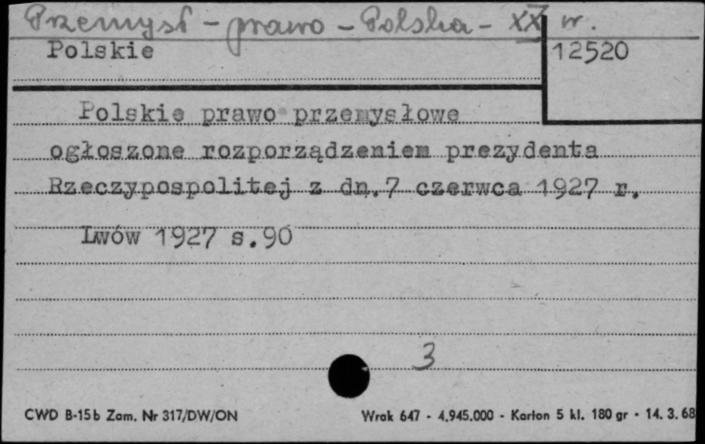 Przemysł - prawo - Polska - XX w.
Polskie
12520
Polskie prawo przemysłowe
ogłoszone rozporządzeniem prezydenta
Rzeczypospolitej z dn.7 czerwca 1927 r.
Lwów 1927 s.90
3
CWD B-15b Zam. Nr 317/DW/ON
Wrak 647 - 4.945.000 - Karton 5 kl. 180 gr - 14. 3. 68